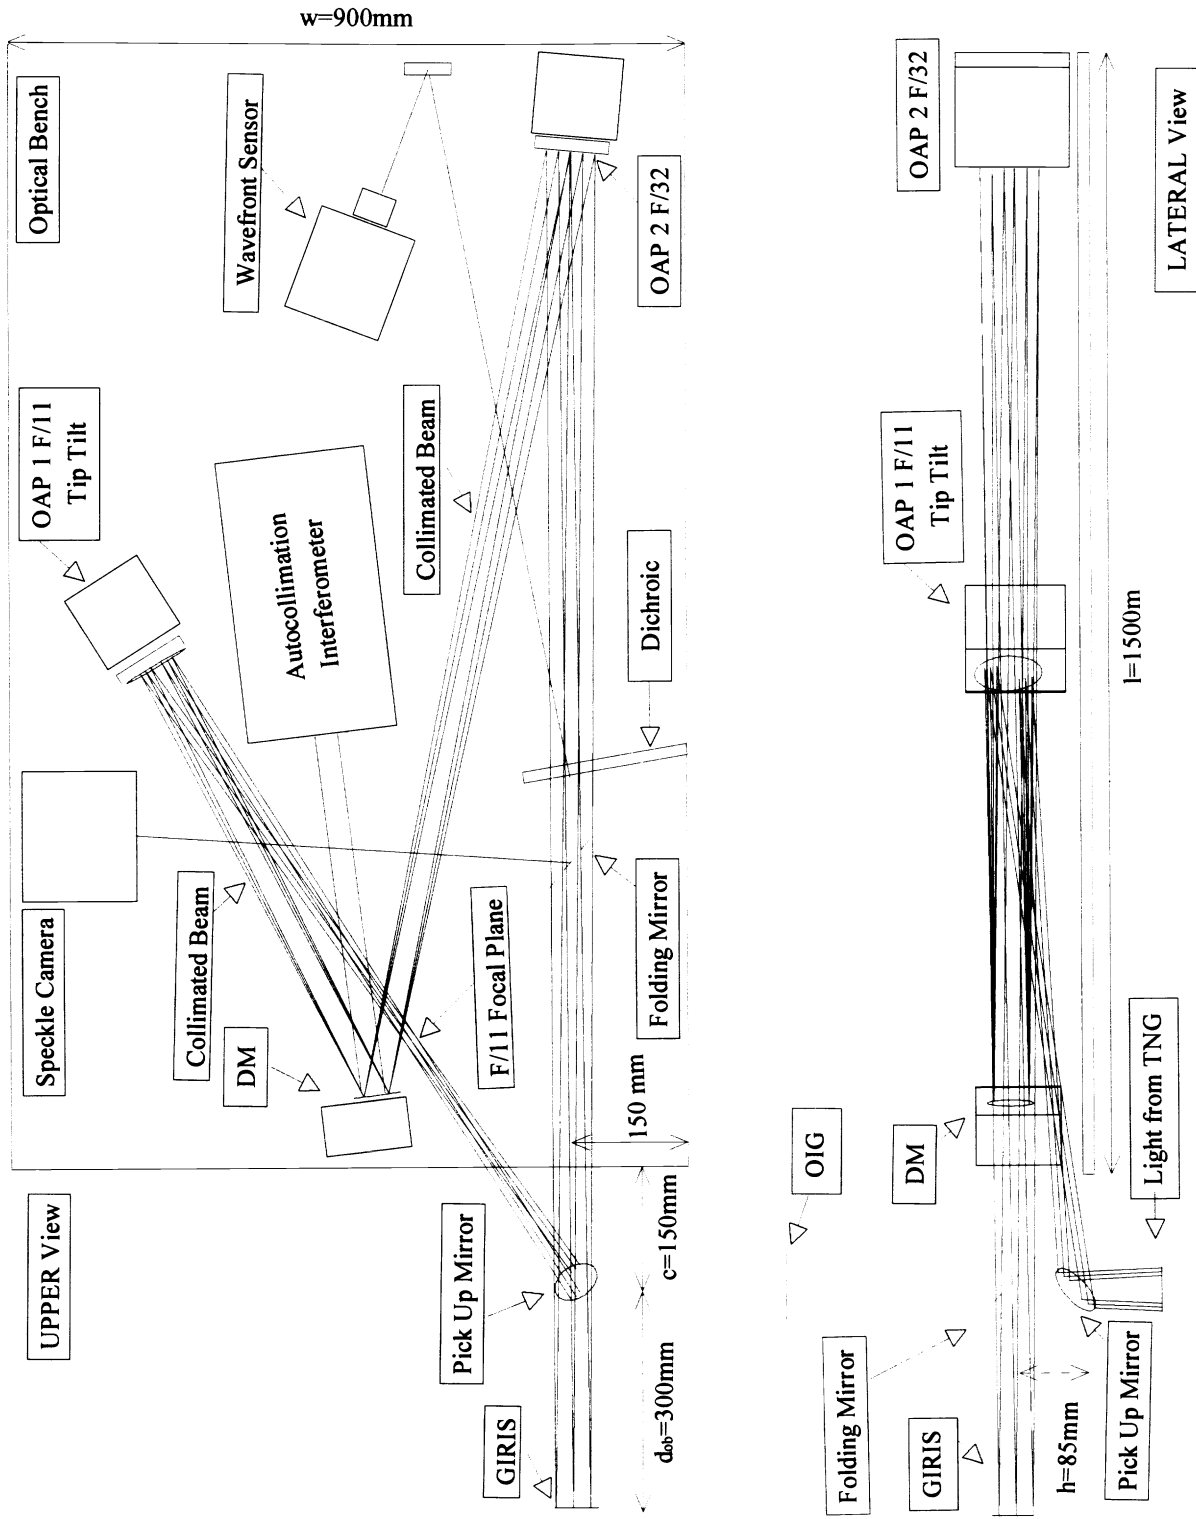 w=900mm
Optical Bench
Wavefront Sensor
OAP 2 F/32
OAP 1 F/11
Tip Tilt
Autocollimation
Interferometer
Collimated Beam
Dichroic
Speckle Camera
Collimated Beam
DM
F/11 Focal Plane
Folding Mirror
150 mm
UPPER View
Pick Up Mirror
c=150mm
GIRIS
dob=300mm
OAP 2 F/32
LATERAL View
OAP 1 F/11
Tip Tilt
l=1500m
OIG
DM
Light from TNG
Folding Mirror
GIRIS
h=85mm
Pick Up Mirror